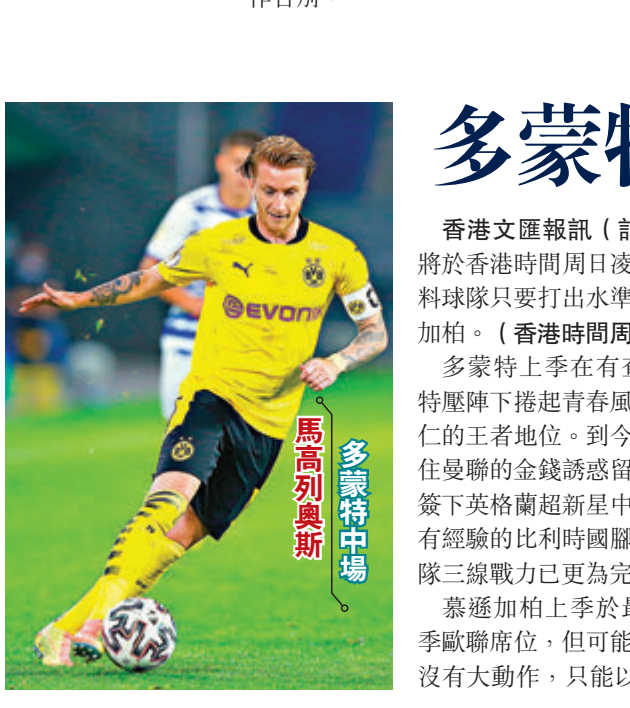 多蒙特
香港文匯報訊（
將於香港時間周日凌
料球隊只要打出水準
加柏。（香港時間周
多蒙特上季在有
特壓陣下捲起青春風
仁的王者地位。到今
住曼聯的金錢誘惑留
簽下英格蘭超新星中
有經驗的比利時國腳
隊三線戰力已更為完
慕遜加柏上季於
季歐聯席位，但可能
沒有大動作，只能以
EVONIK
多蒙特中場
馬高列奧斯